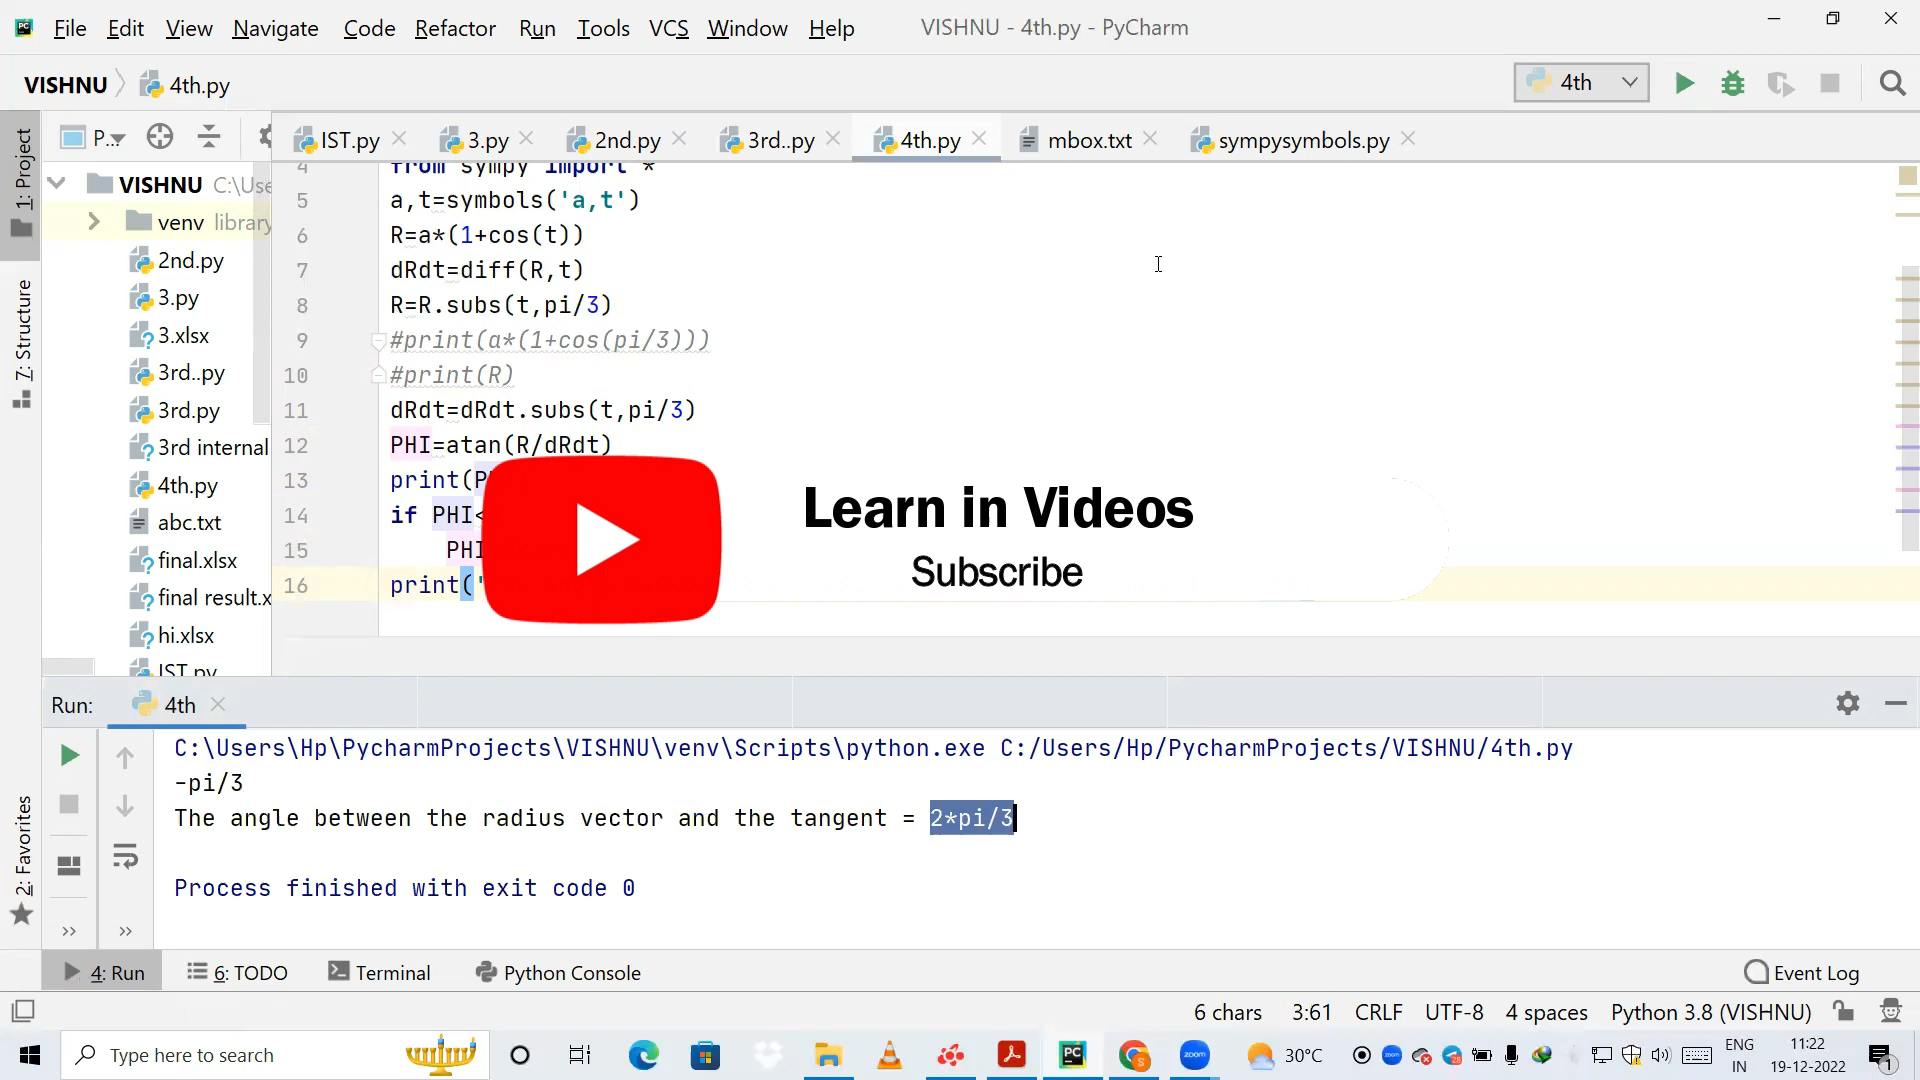 File Edit View Navigate Code Refactor Run Tools VCS Window Help VISHNU - 4th.py - PyCharm
VISHNU 4th.py 4th
P... IST.py 3.py 2nd.py 3rd..py 4th.py mbox.txt sympysymbols.py
1: Project
7: Structure
2: Favorites
VISHNU C:\Use
venv library
2nd.py
3.py
3.xlsx
3rd..py
3rd.py
3rd internal
4th.py
abc.txt
final.xlsx
final result.x
hi.xlsx
IST.py
4 from sympy import *
5 a,t=symbols('a,t')
6 R=a*(1+cos(t))
7 dRdt=diff(R,t)
8 R=R.subs(t,pi/3)
9 #print(a*(1+cos(pi/3)))
10 #print(R)
11 dRdt=dRdt.subs(t,pi/3)
12 PHI=atan(R/dRdt)
13 print(P
14 if PHI<
15 PHI
16 print('
Learn in Videos
Subscribe
Run: 4th
C:\Users\Hp\PycharmProjects\VISHNU\venv\Scripts\python.exe C:/Users/Hp/PycharmProjects/VISHNU/4th.py
-pi/3
The angle between the radius vector and the tangent = 2*pi/3
Process finished with exit code 0
4: Run 6: TODO Terminal Python Console Event Log
6 chars 3:61 CRLF UTF-8 4 spaces Python 3.8 (VISHNU)
Type here to search 30°C ENG 11:22
IN 19-12-2022 1